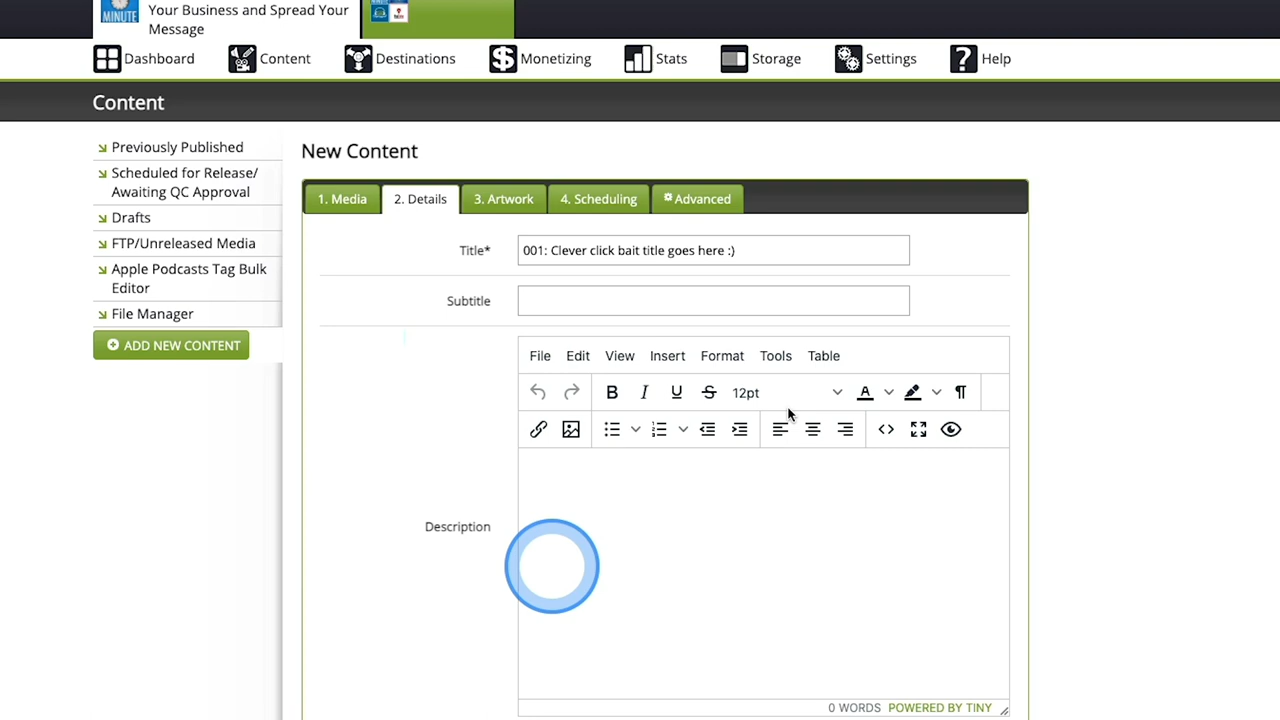 MINUTE
Your Business and Spread Your
Message
Dashboard
Content
Destinations
Monetizing
Stats
Storage
Settings
Help
Content
Previously Published
Scheduled for Release/
Awaiting QC Approval
Drafts
FTP/Unreleased Media
Apple Podcasts Tag Bulk
Editor
File Manager
ADD NEW CONTENT
New Content
1. Media
2. Details
3. Artwork
4. Scheduling
Advanced
Title*
001: Clever click bait title goes here :)
Subtitle
File Edit View Insert Format Tools Table
B I U S 12pt A ¶
<>
Description
0 WORDS POWERED BY TINY